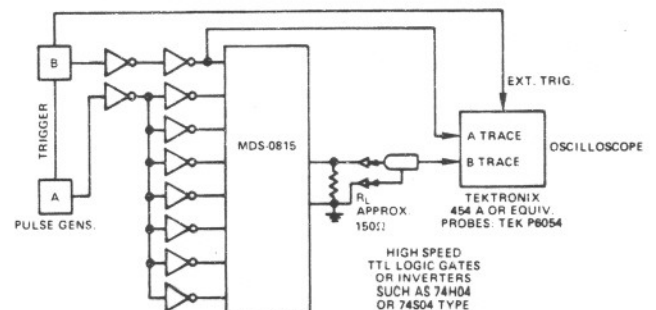 B
EXT. TRIG.
TRIGGER
MDS-0815
A TRACE
B TRACE
OSCILLOSCOPE
A
PULSE GENS.
RL
APPROX.
150Ω
TEKTRONIX
454 A OR EQUIV.
PROBES: TEK P6054
HIGH SPEED
TTL LOGIC GATES
OR INVERTERS
SUCH AS 74H04
OR 74S04 TYPE